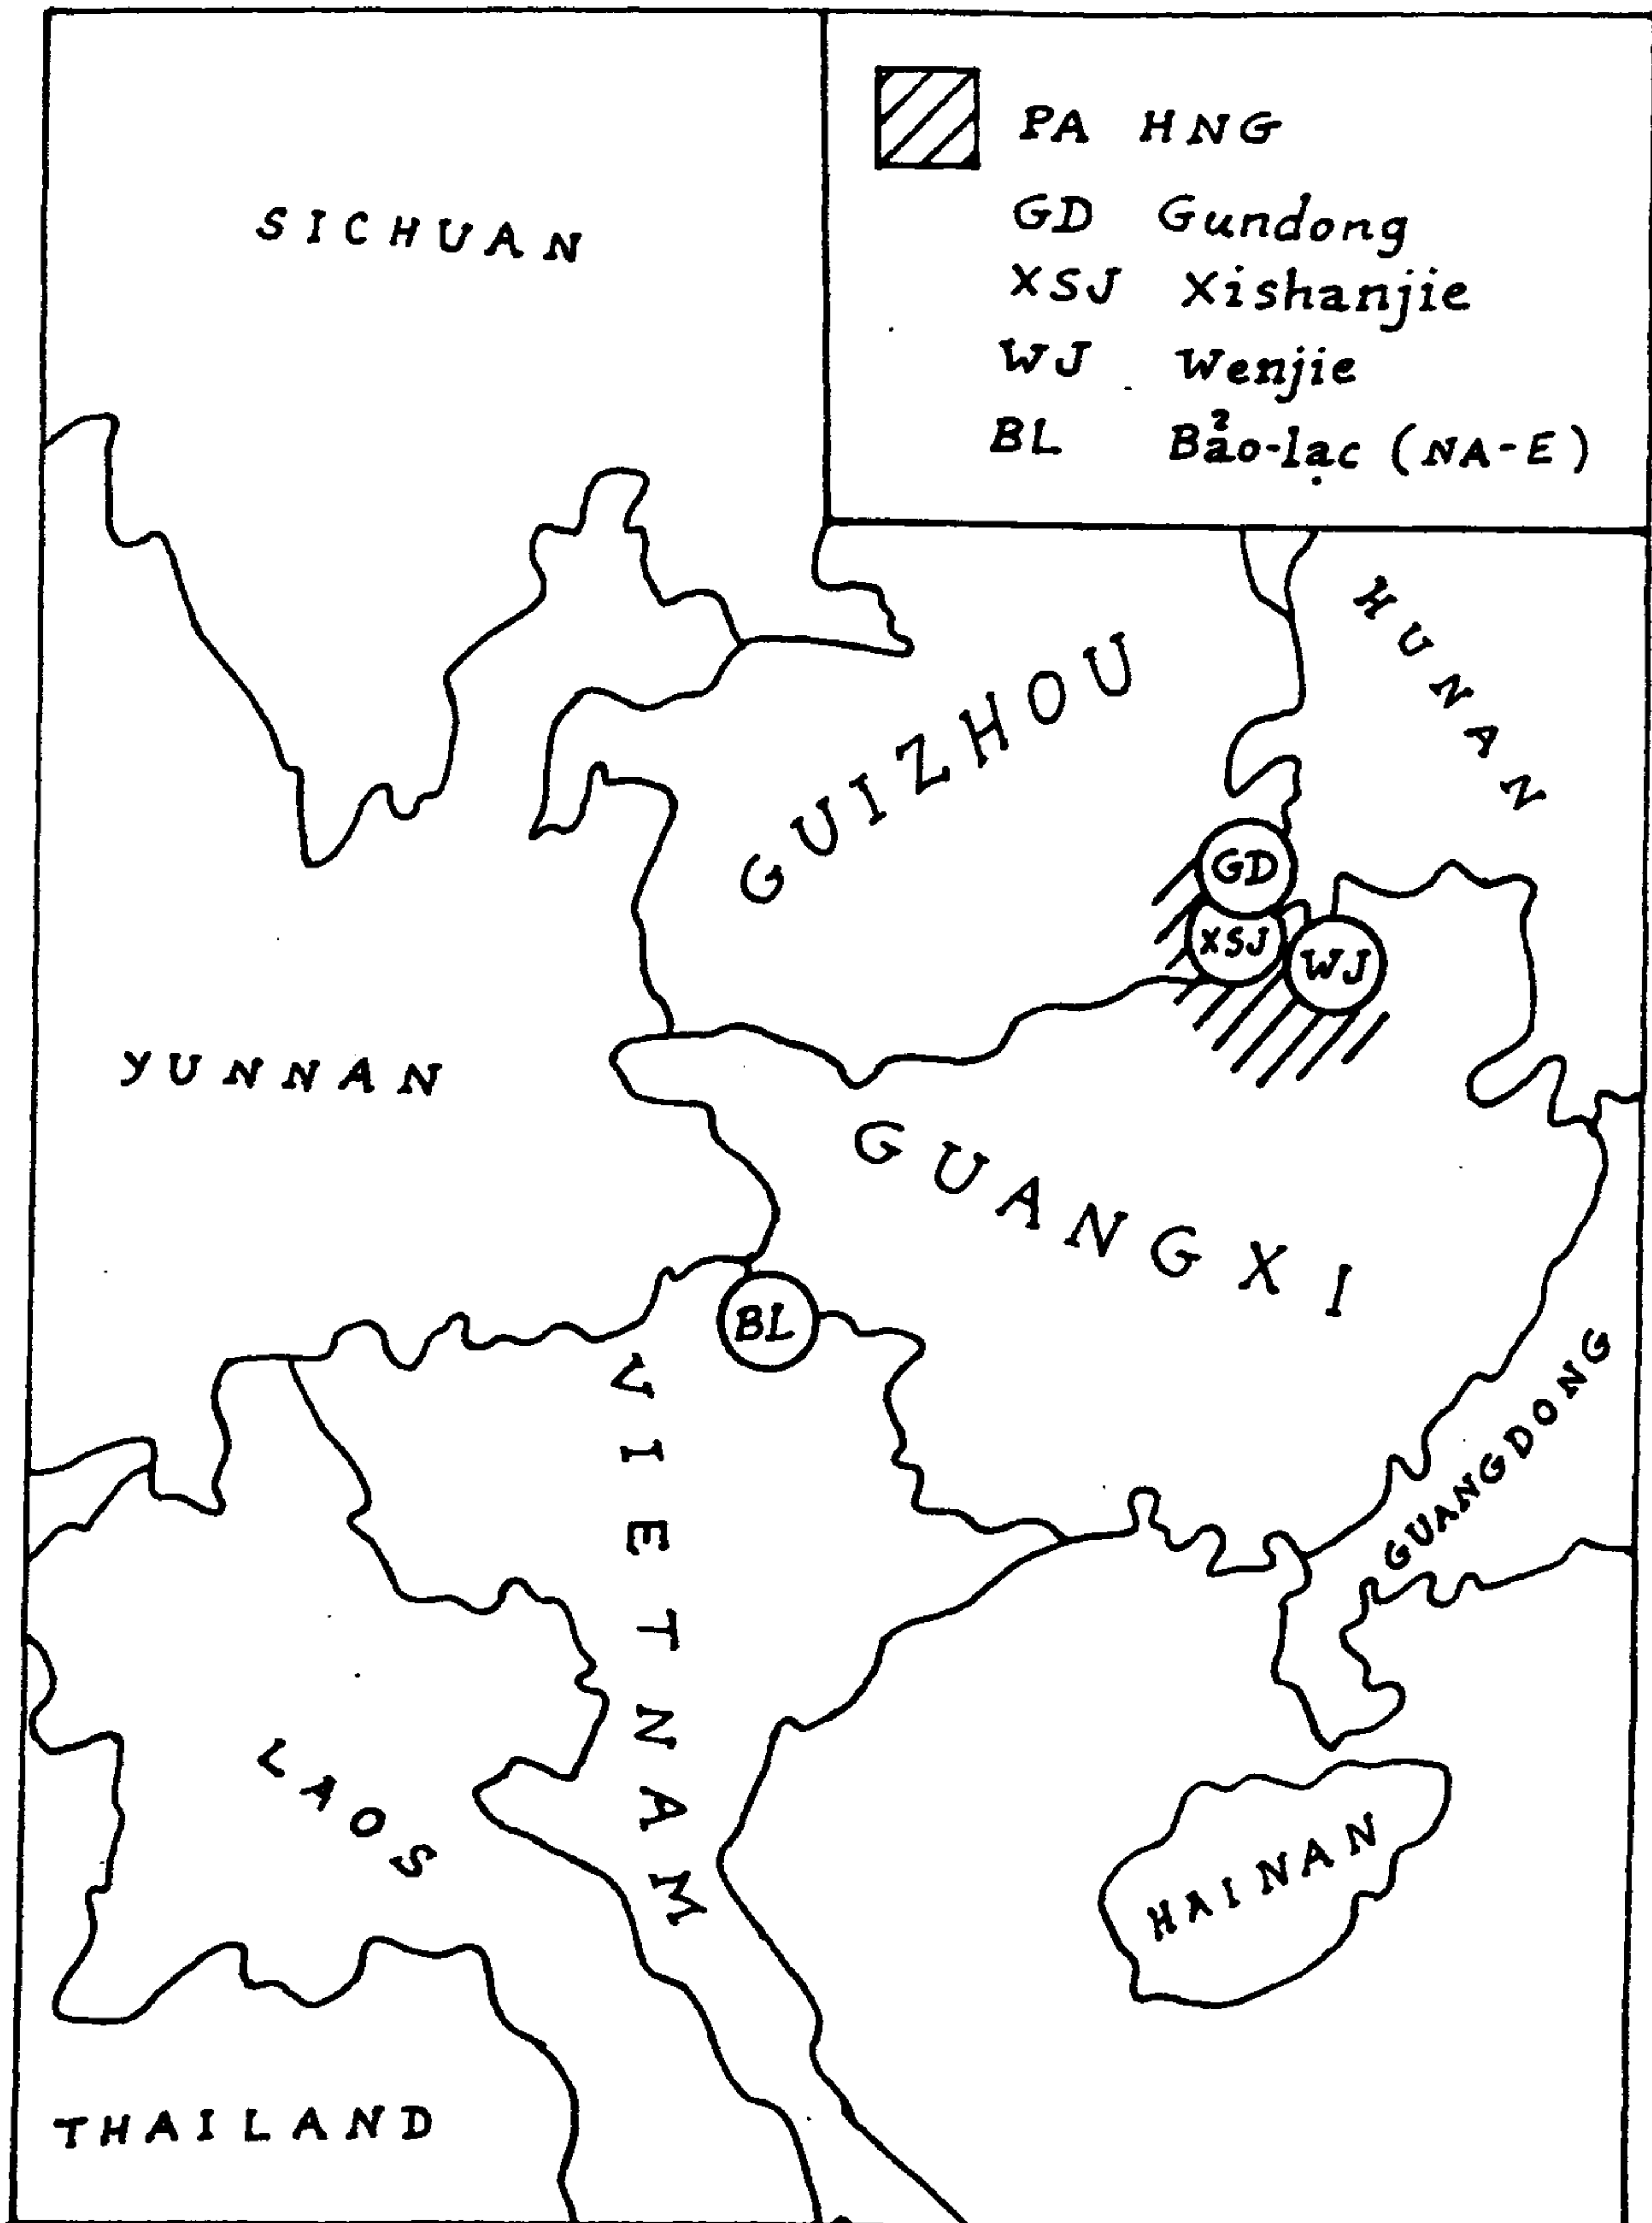 PA HNG
GD Gundong
XSJ Xishanjie
WJ Wenjie
BL Bảo-lạc (NA-E)
SICHUAN
HUNAN
GUIZHOU
GD
XSJ
WJ
YUNNAN
GUANGXI
BL
VIETNAM
GUANGDONG
LAOS
HAINAN
THAILAND